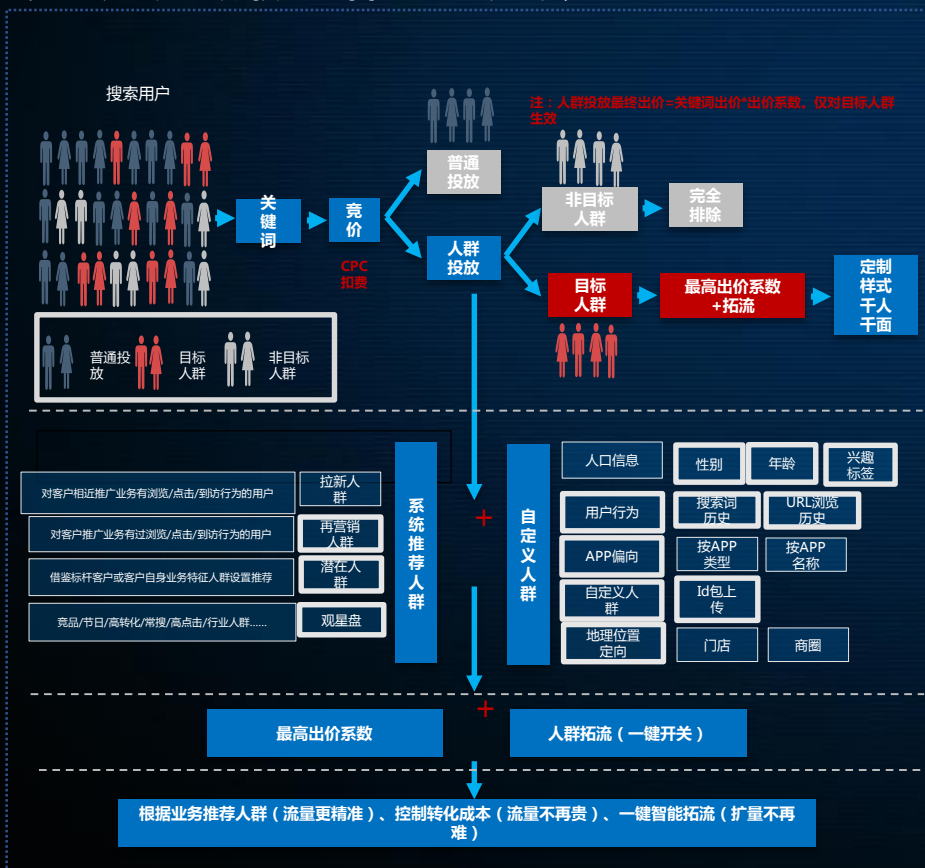 搜索用户
注：人群投放最终出价=关键词出价*出价系数。仅对目标人群
生效
普通
投放
关
键
词
竞
价
CPC
扣费
人群
投放
非目标
人群
完全
排除
目标
人群
最高出价系数
+拓流
定制
样式
千人
千面
普通投
放
目标
人群
非目标
人群
对客户相近推广业务有浏览/点击/到访行为的用户
拉新人
群
对客户推广业务有过浏览/点击/到访行为的用户
再营销
人群
借鉴标杆客户或客户自身业务特征人群设置推荐
潜在人
群
竞品/节日/高转化/常搜/高点击/行业人群……
观星盘
系
统
推
荐
人
群
+
自
定
义
人
群
人口信息
性别
年龄
兴趣
标签
用户行为
搜索词
历史
URL浏览
历史
APP偏向
按APP
类型
按APP
名称
自定义人
群
Id包上
传
地理位置
定向
门店
商圈
最高出价系数
+
人群拓流（一键开关）
根据业务推荐人群（流量更精准）、控制转化成本（流量不再贵）、一键智能拓流（扩量不再
难）